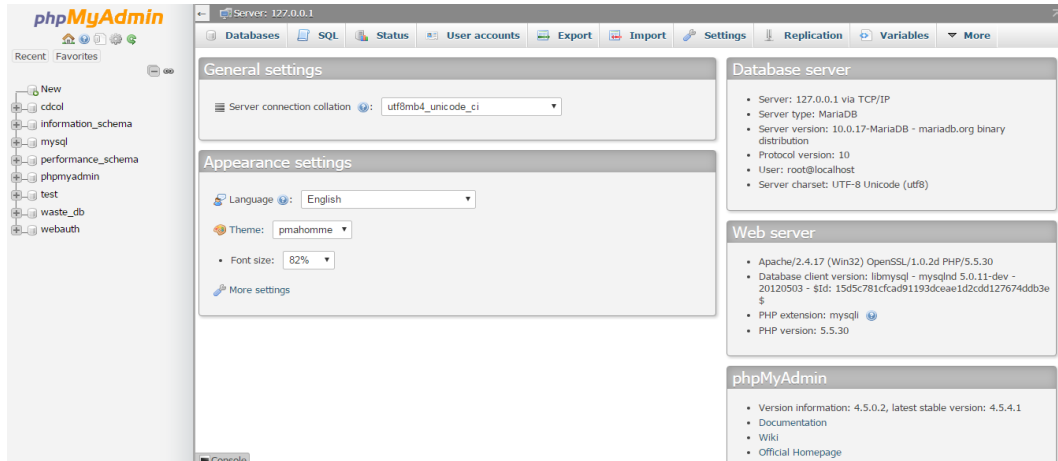 phpMyAdmin
Recent Favorites
New
cdcol
information_schema
mysql
performance_schema
phpmyadmin
test
waste_db
webauth
Server: 127.0.0.1
Databases SQL Status User accounts Export Import Settings Replication Variables More
General settings
Server connection collation : utf8mb4_unicode_ci
Appearance settings
Language : English
Theme: pmahomme
Font size: 82%
More settings
Database server
Server: 127.0.0.1 via TCP/IP
Server type: MariaDB
Server version: 10.0.17-MariaDB - mariadb.org binary
distribution
Protocol version: 10
User: root@localhost
Server charset: UTF-8 Unicode (utf8)
Web server
Apache/2.4.17 (Win32) OpenSSL/1.0.2d PHP/5.5.30
Database client version: libmysql - mysqlnd 5.0.11-dev -
20120503 - $Id: 15d5c781cfcad91193dceae1d2cdd127674ddb3e
$
PHP extension: mysqli
PHP version: 5.5.30
phpMyAdmin
Version information: 4.5.0.2, latest stable version: 4.5.4.1
Documentation
Wiki
Official Homepage
Console